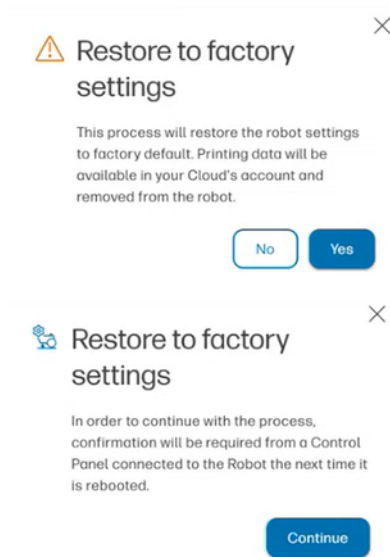 Restore to factory
settings
This process will restore the robot settings
to factory default. Printing data will be
available in your Cloud's account and
removed from the robot.
No Yes
Restore to factory
settings
In order to continue with the process,
confirmation will be required from a Control
Panel connected to the Robot the next time it
is rebooted.
Continue